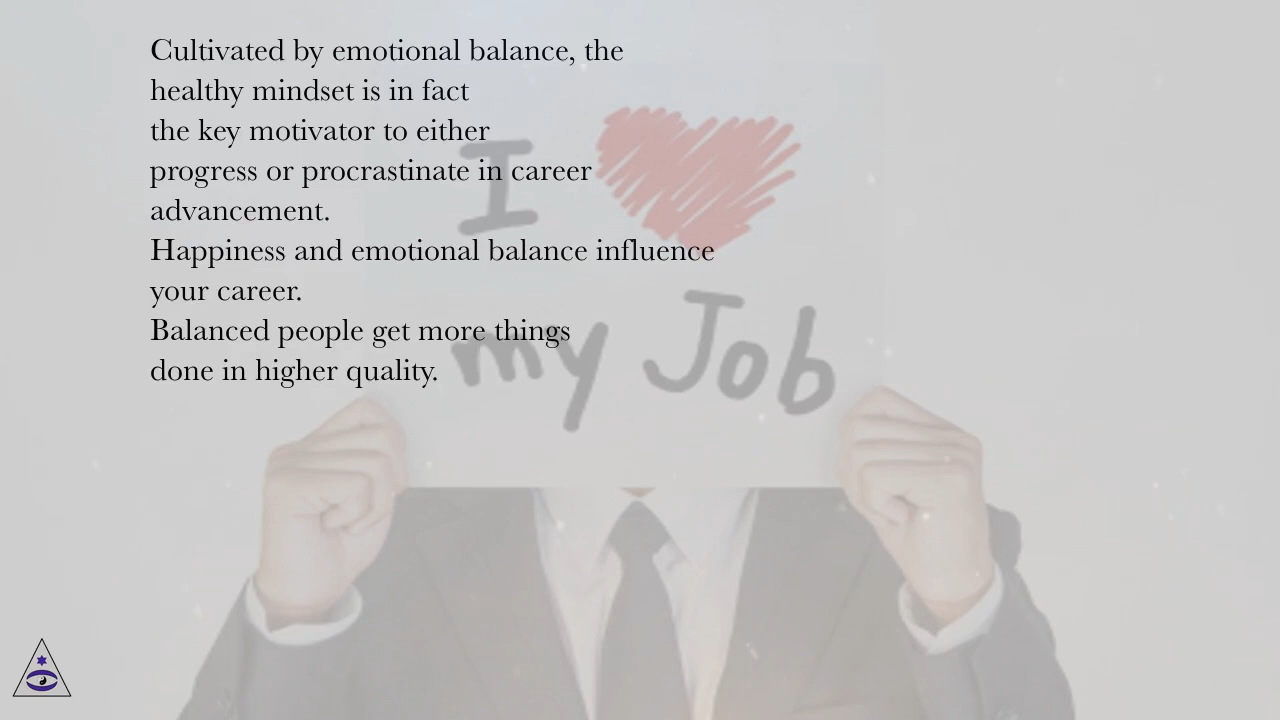 Cultivated by emotional balance, the
healthy mindset is in fact
the key motivator to either
progress or procrastinate in career
advancement.
Happiness and emotional balance influence
your career.
Balanced people get more things
done in higher quality.
I
my Job